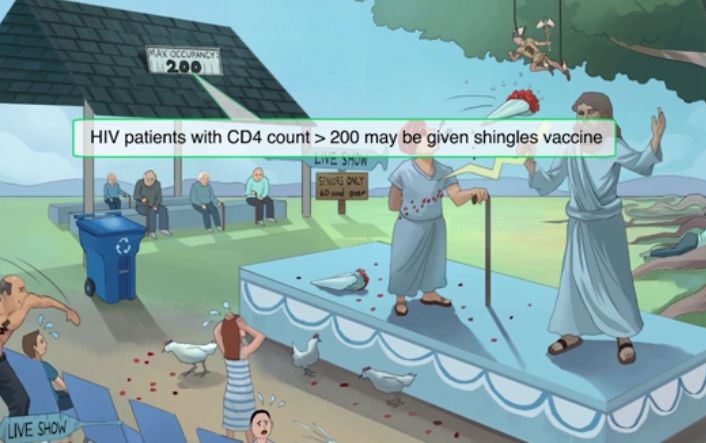 MAX OCCUPANCY:
200
HIV patients with CD4 count > 200 may be given shingles vaccine
LIVE SHOW
SENIORS ONLY
60 and over
LIVE SHOW